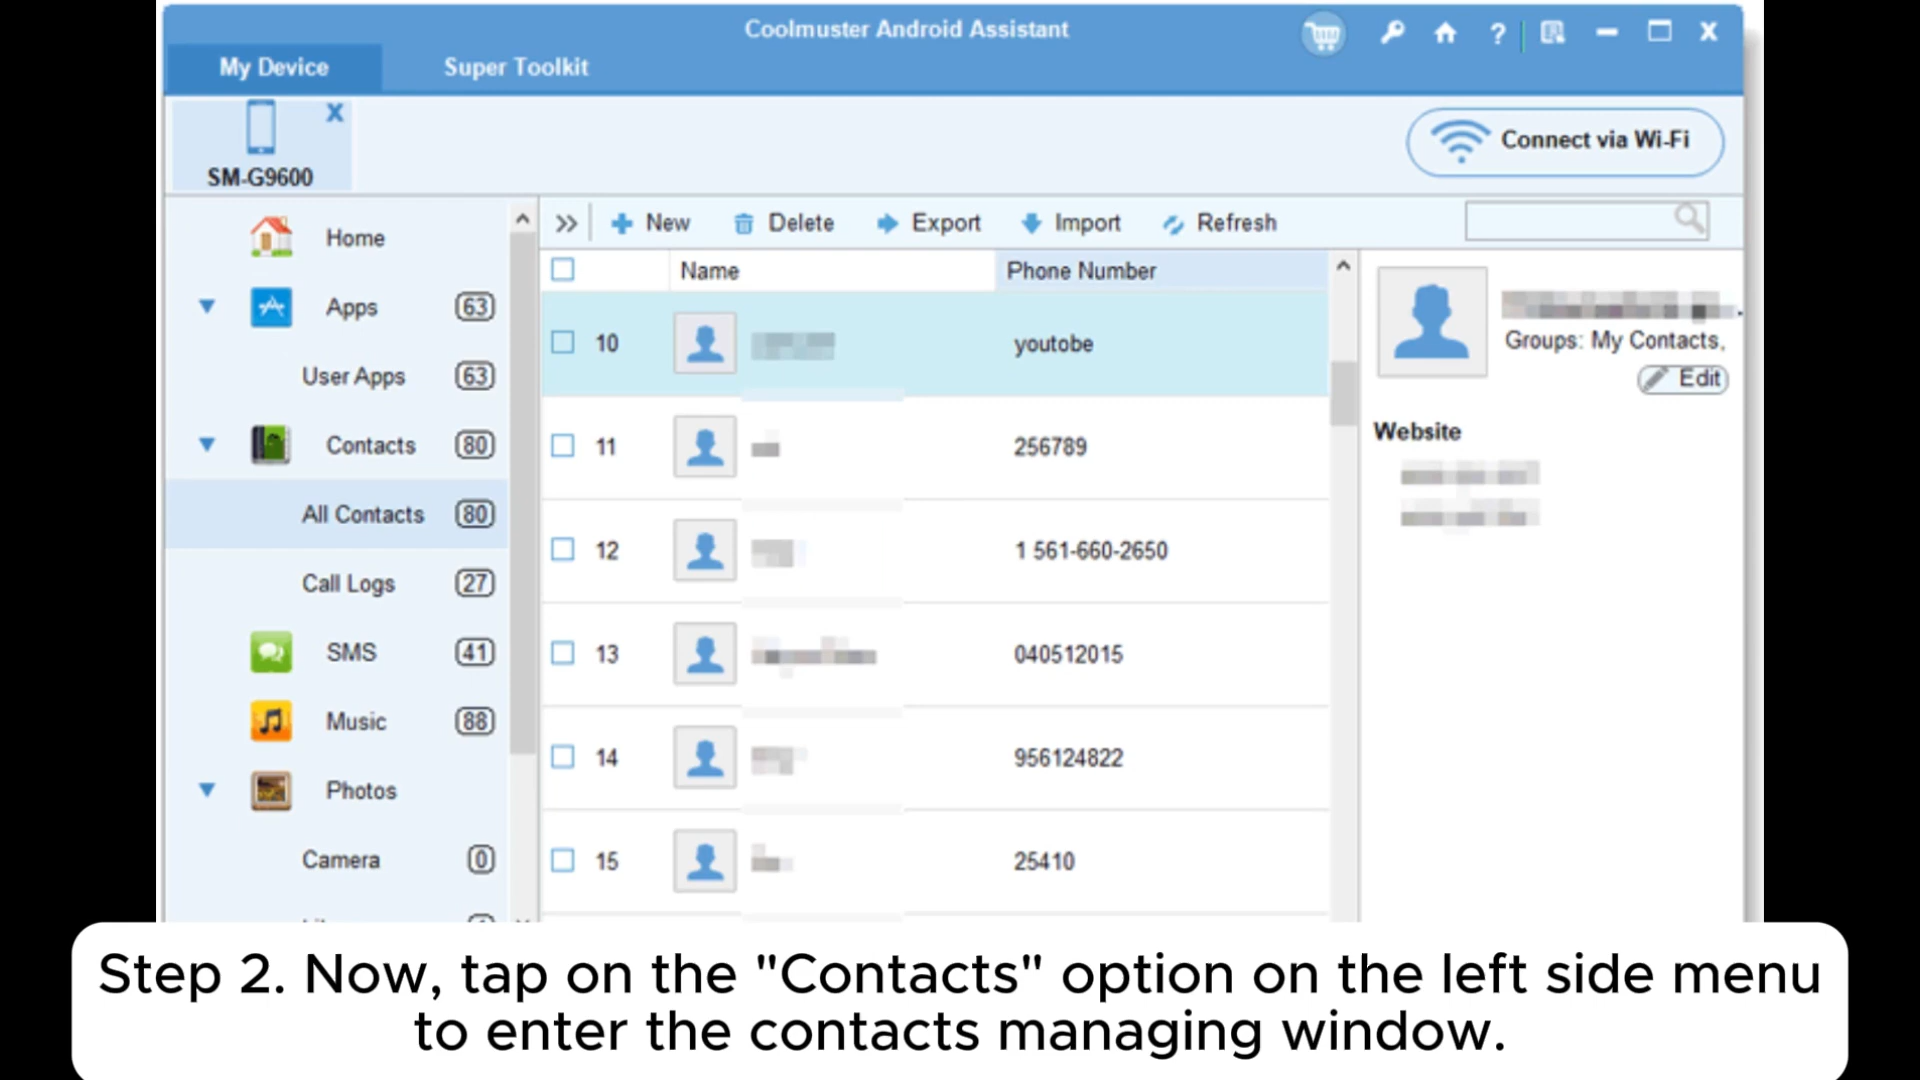 Coolmuster Android Assistant
My Device
Super Toolkit
SM-G9600
Connect via Wi-Fi
Home
Apps 63
User Apps 63
Contacts 80
All Contacts 80
Call Logs 27
SMS 41
Music 88
Photos
Camera 0
New Delete Export Import Refresh
Name Phone Number
10 youtobe
11 256789
12 1 561-660-2650
13 040512015
14 956124822
15 25410
Groups: My Contacts,
Edit
Website
Step 2. Now, tap on the "Contacts" option on the left side menu
to enter the contacts managing window.